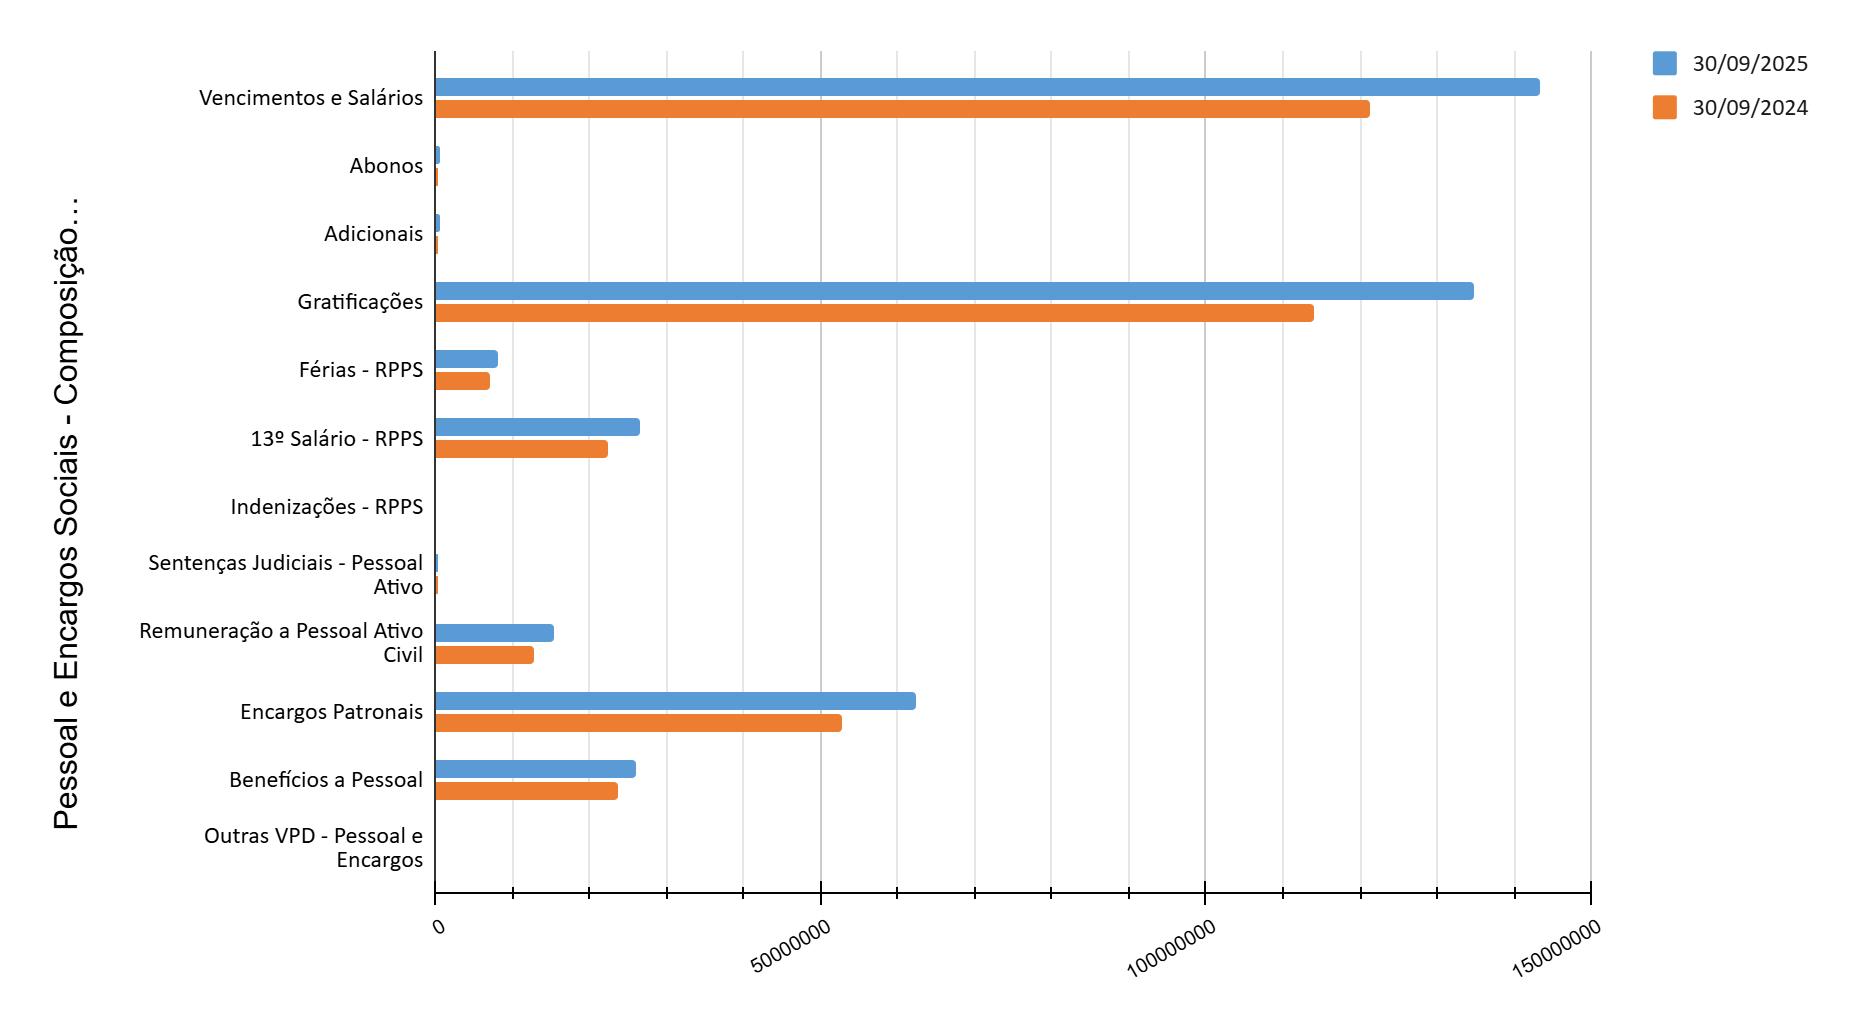 30/09/2025
30/09/2024
Pessoal e Encargos Sociais - Composição...
Vencimentos e Salários
Abonos
Adicionais
Gratificações
Férias - RPPS
13º Salário - RPPS
Indenizações - RPPS
Sentenças Judiciais - Pessoal
Ativo
Remuneração a Pessoal Ativo
Civil
Encargos Patronais
Benefícios a Pessoal
Outras VPD - Pessoal e
Encargos
0
50000000
100000000
150000000